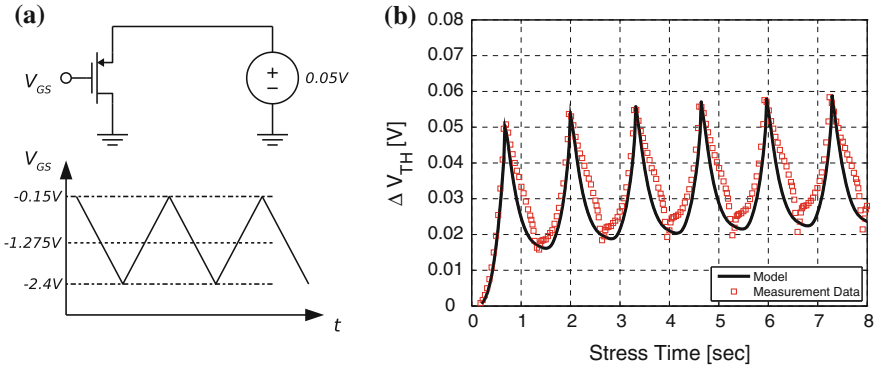 (a)
V_GS
+
−
0.05V
V_GS
-0.15V
-1.275V
-2.4V
t
(b)
0.08
0.07
0.06
0.05
0.04
0.03
0.02
0.01
0
Δ V_TH [V]
0 1 2 3 4 5 6 7 8
Stress Time [sec]
Model
Measurement Data